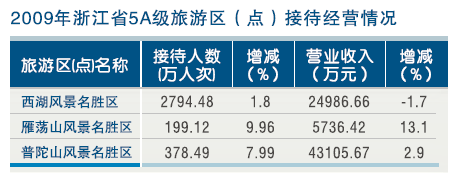 2009年浙江省5A级旅游区（点）接待经营情况
旅游区(点)名称 接待人数 (万人次) 增减 (%) 营业收入 (万元) 增减 (%)
西湖风景名胜区 2794.48 1.8 24986.66 -1.7
雁荡山风景名胜区 199.12 9.96 5736.42 13.1
普陀山风景名胜区 378.49 7.99 43105.67 2.9